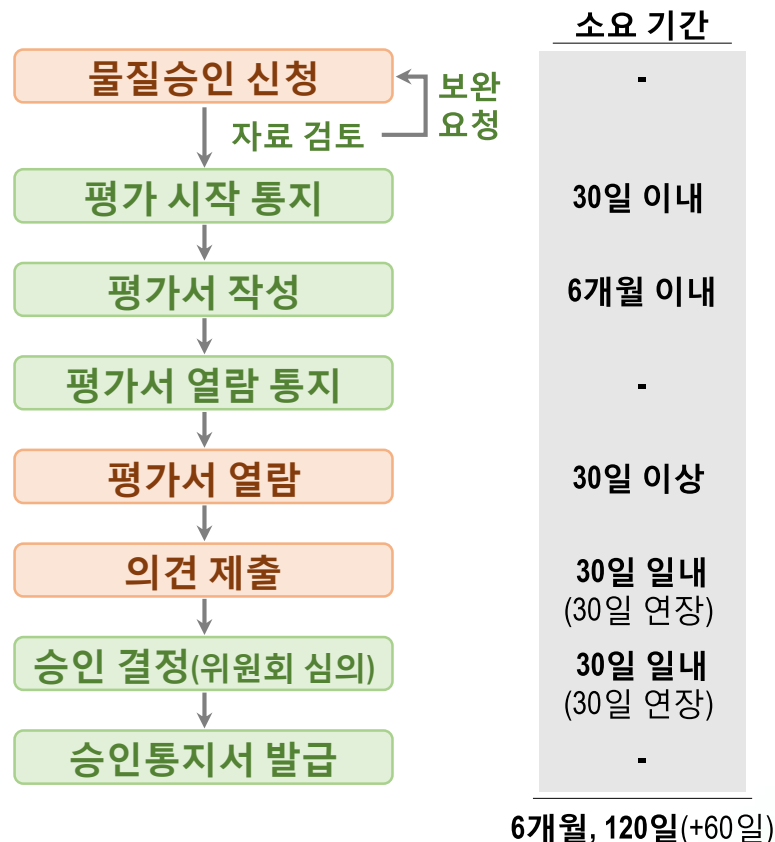 소요 기간
물질승인 신청
-
보완
요청
자료 검토
평가 시작 통지
30일 이내
평가서 작성
6개월 이내
평가서 열람 통지
-
평가서 열람
30일 이상
의견 제출
30일 일내
(30일 연장)
승인 결정(위원회 심의)
30일 일내
(30일 연장)
승인통지서 발급
-
6개월, 120일(+60일)